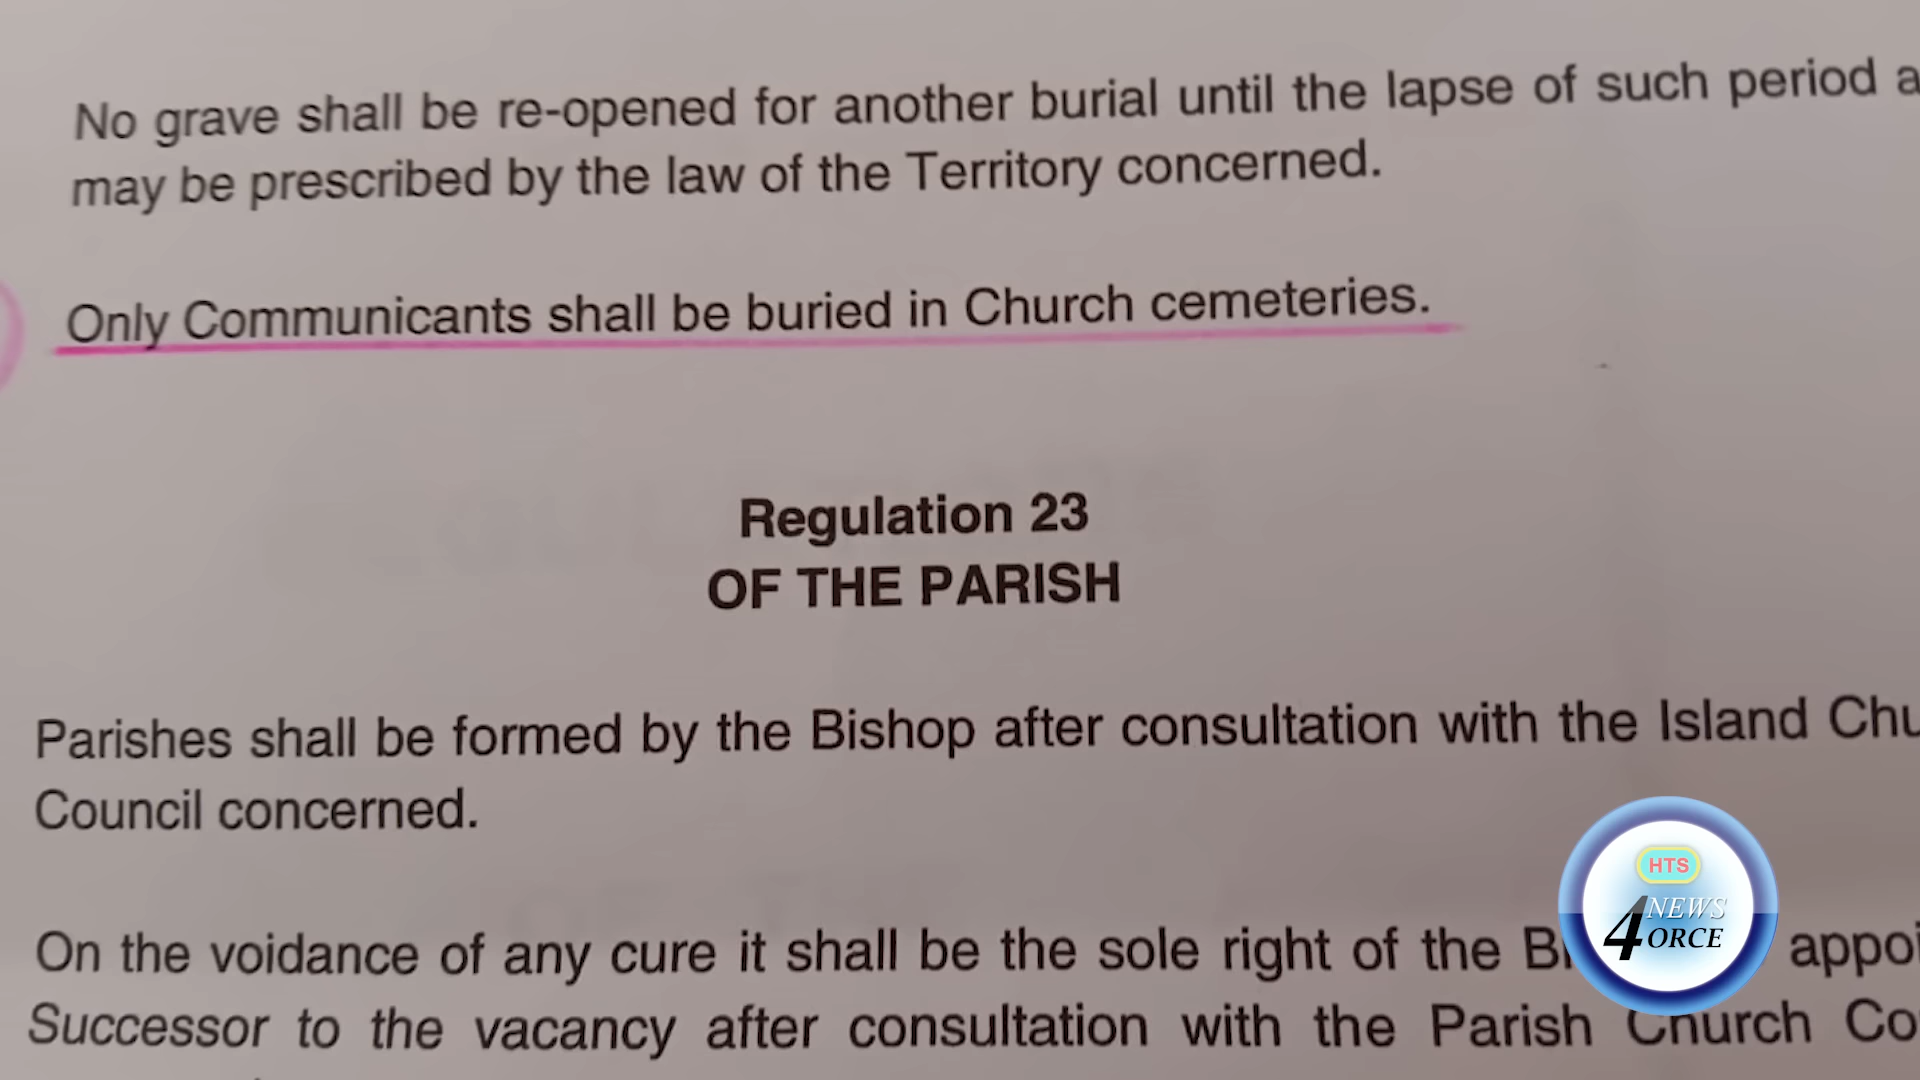 No grave shall be re-opened for another burial until the lapse of such period
may be prescribed by the law of the Territory concerned.
Only Communicants shall be buried in Church cemeteries.
Regulation 23
OF THE PARISH
Parishes shall be formed by the Bishop after consultation with the Island
Council concerned.
On the voidance of any cure it shall be the sole right of the
Successor to the vacancy after consultation with the Parish Church
HTS
4 NEWS
ORCE